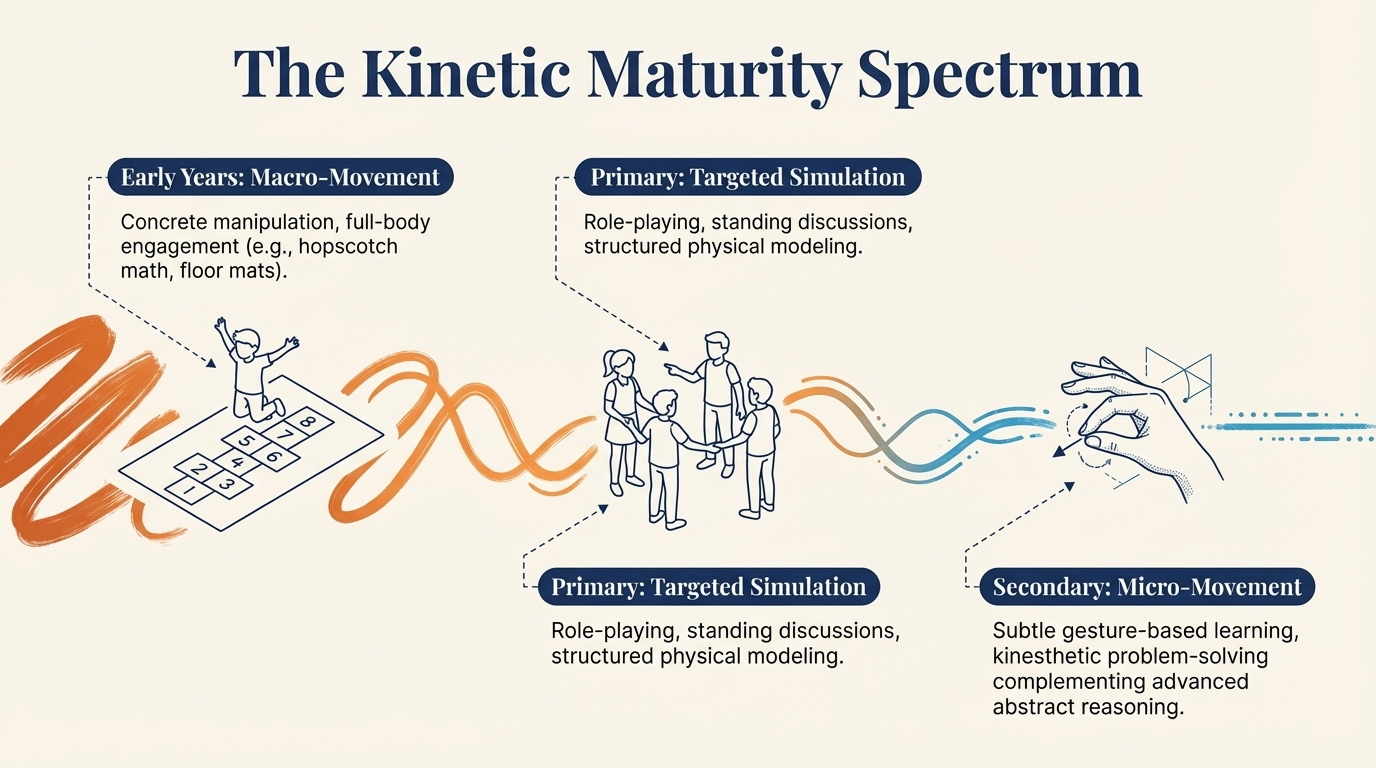 The Kinetic Maturity Spectrum
Early Years: Macro-Movement
Concrete manipulation, full-body
engagement (e.g., hopscotch
math, floor mats).
Primary: Targeted Simulation
Role-playing, standing discussions,
structured physical modeling.
8
7
5
6
4
2
3
1
Primary: Targeted Simulation
Role-playing, standing discussions,
structured physical modeling.
Secondary: Micro-Movement
Subtle gesture-based learning,
kinesthetic problem-solving
complementing advanced
abstract reasoning.